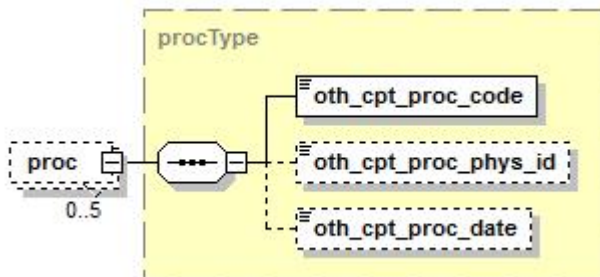 procType
oth_cpt_proc_code
proc
oth_cpt_proc_phys_id
0..5
oth_cpt_proc_date